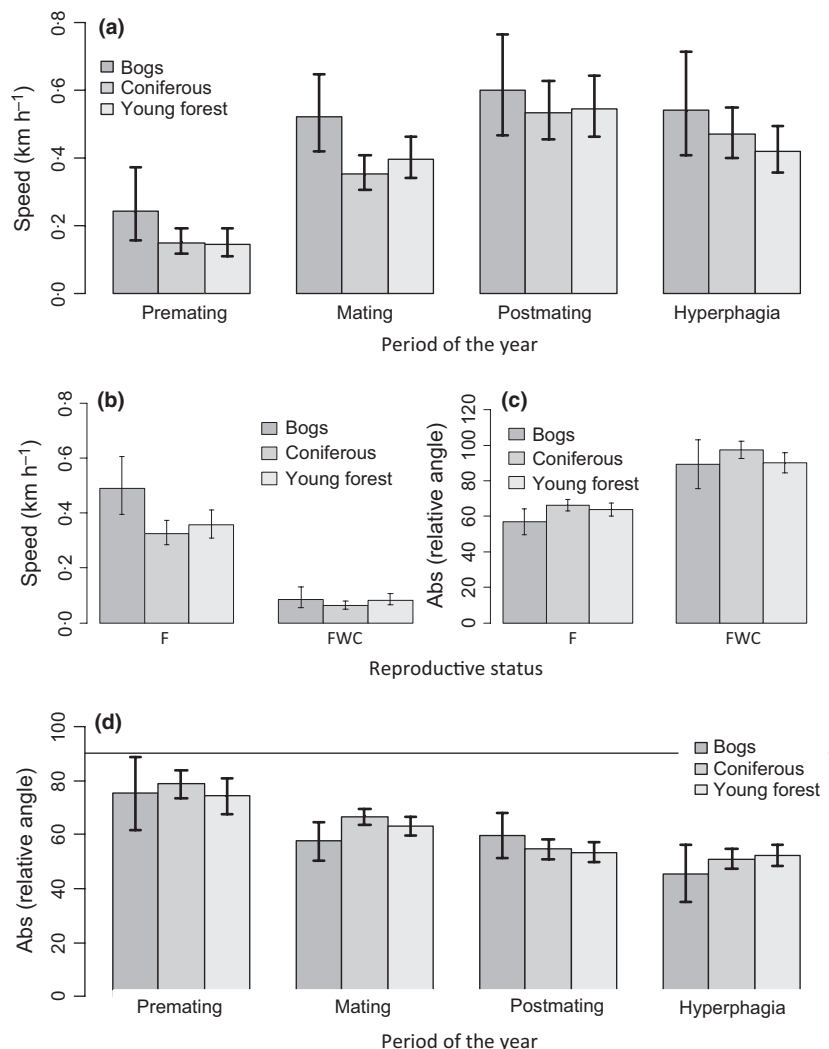 (a)
Bogs
Coniferous
Young forest
Speed (km h⁻¹)
0·0 0·2 0·4 0·6 0·8
Premating Mating Postmating Hyperphagia
Period of the year
(b)
Bogs
Coniferous
Young forest
Speed (km h⁻¹)
0·0 0·2 0·4 0·6 0·8
F FWC
(c)
Bogs
Coniferous
Young forest
Abs (relative angle)
0 20 40 60 80 100 120
F FWC
Reproductive status
(d)
Bogs
Coniferous
Young forest
Abs (relative angle)
0 20 40 60 80 100
Premating Mating Postmating Hyperphagia
Period of the year